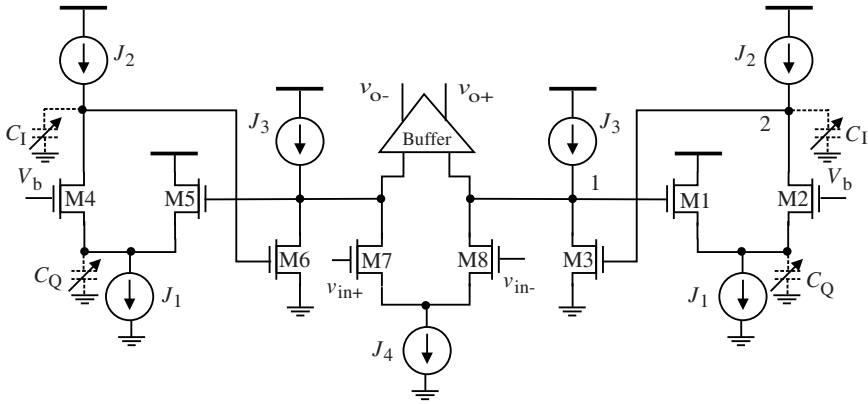 J2
J2
vo-
vo+
CI
J3
Buffer
J3
2
CI
Vb
M4
M5
1
M1
M2
Vb
M6
M7
M8
M3
CQ
J1
vin+
vin-
J1
CQ
J4